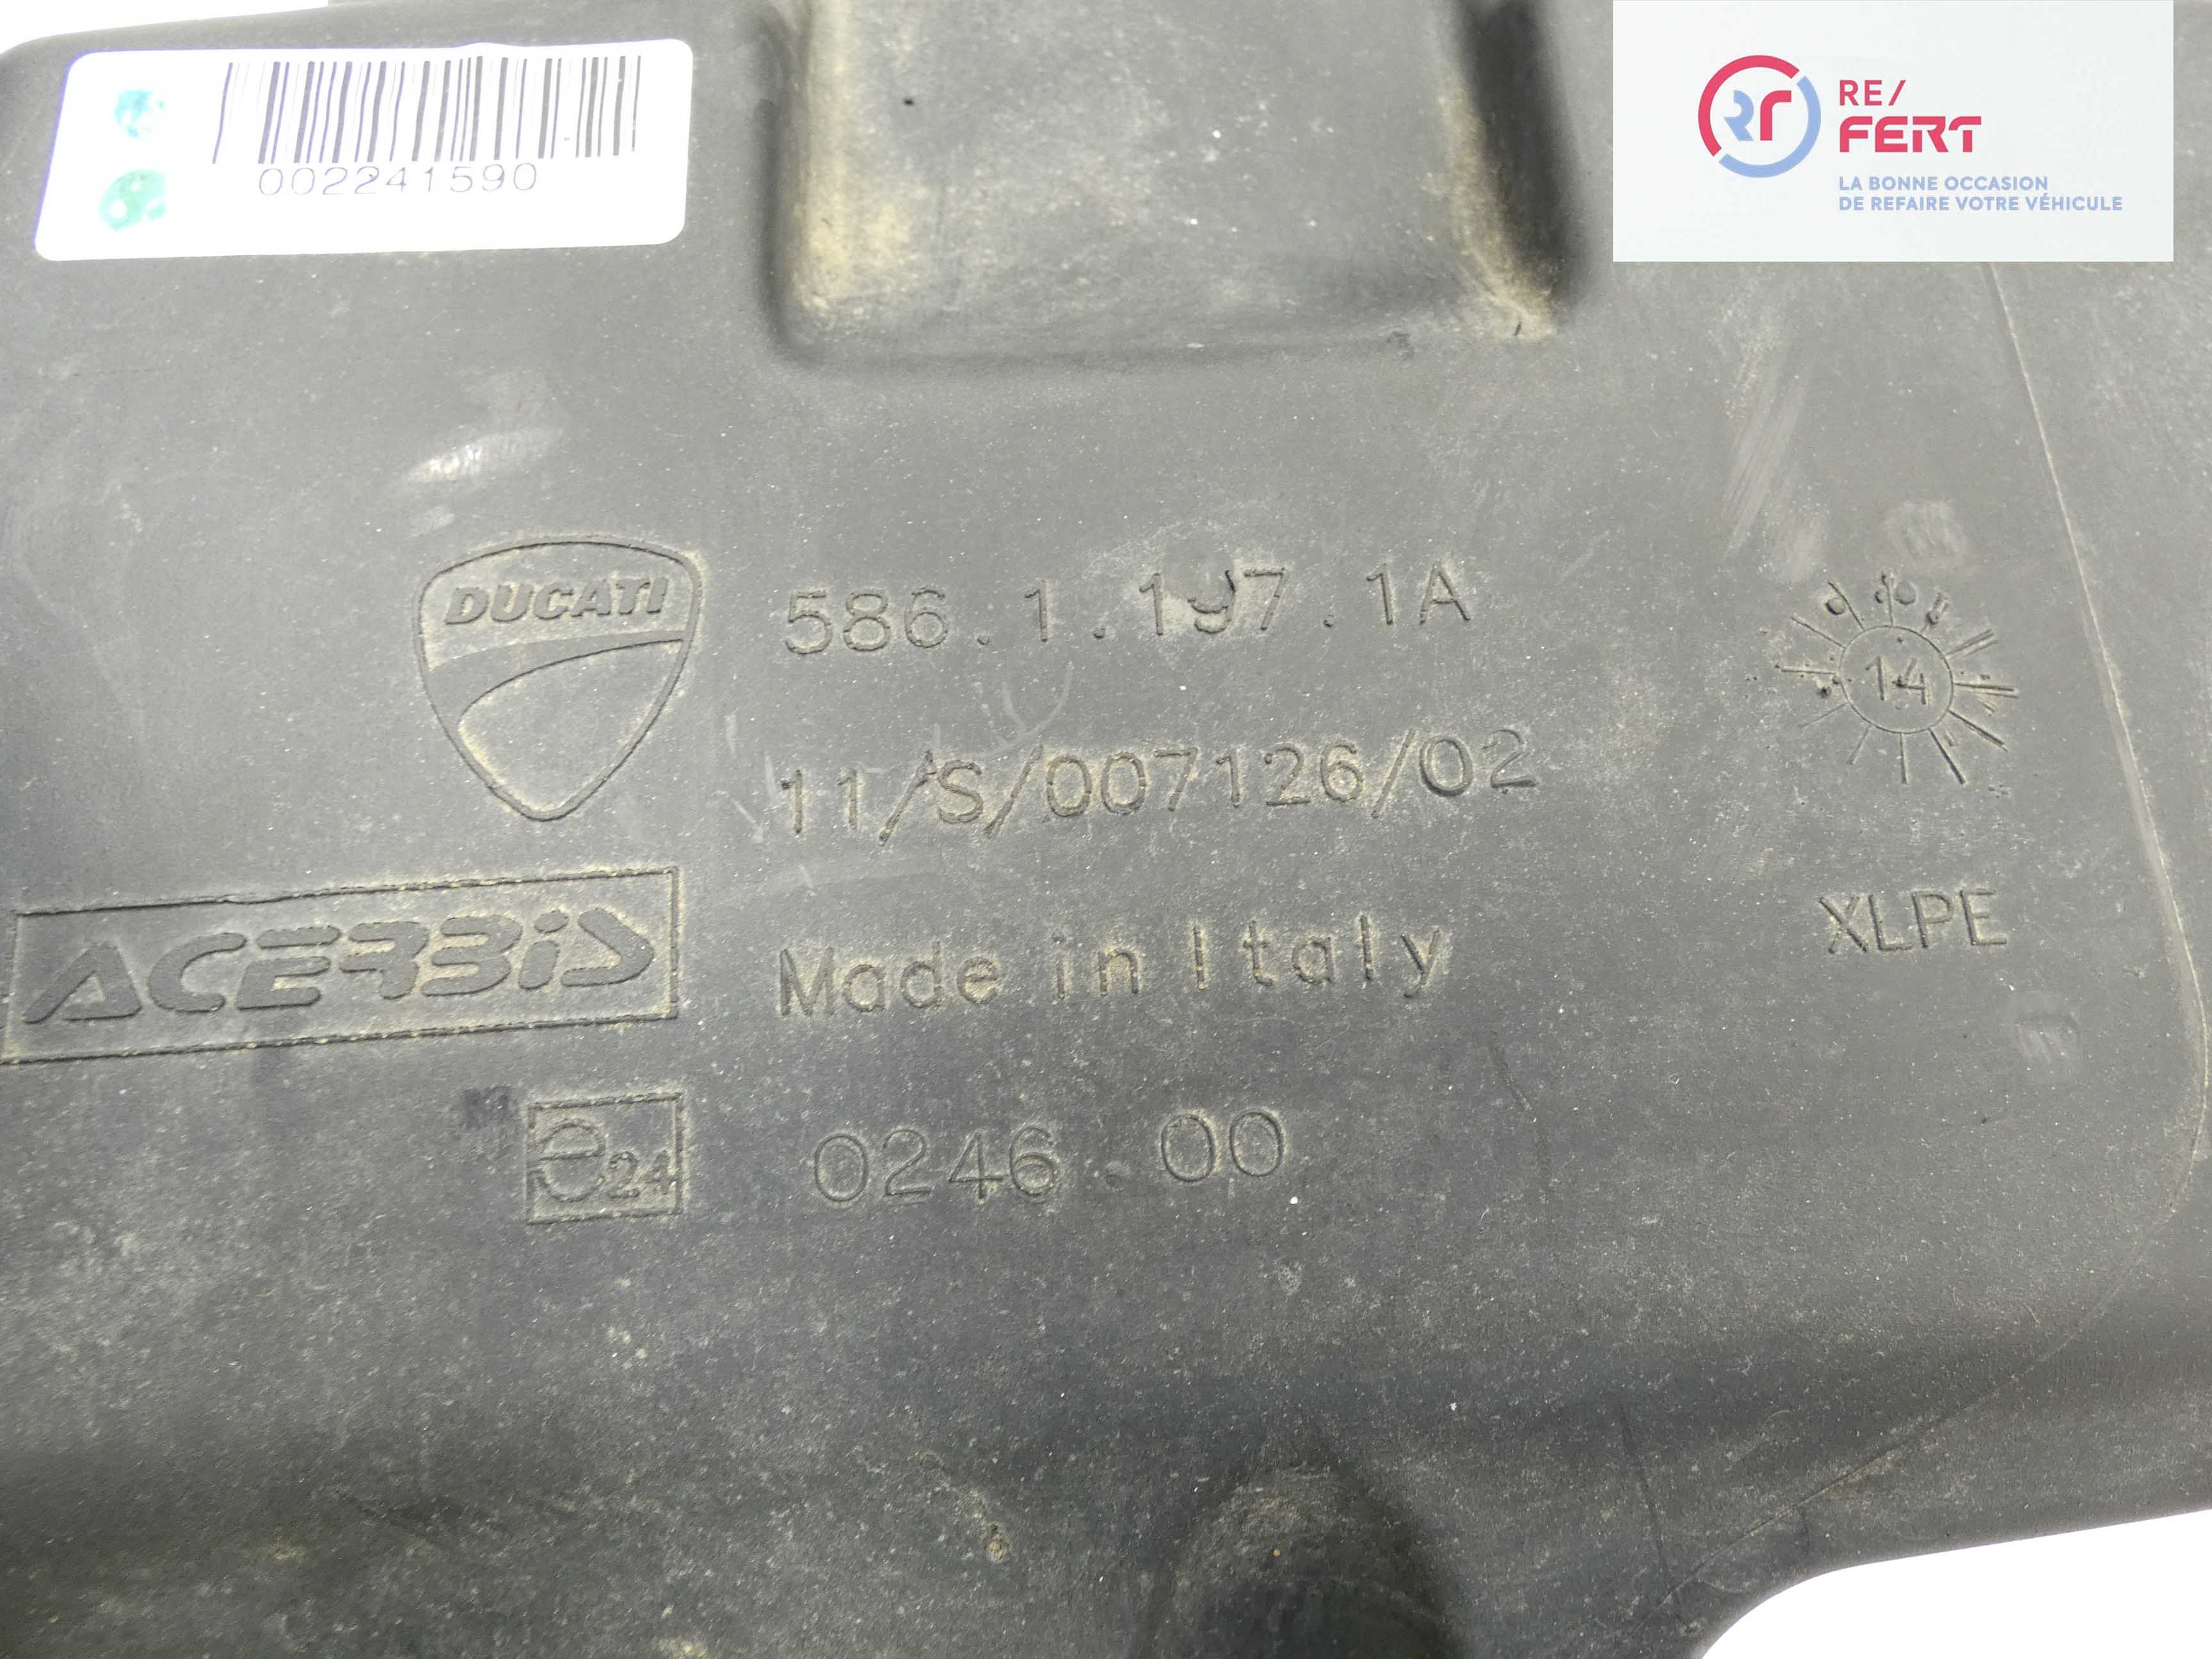 002241590
RE/
FERT
LA BONNE OCCASION
DE REFAIRE VOTRE VÉHICULE
DUCATI
586.1.197.1A
14
11/S/007126/02
ACERBIS
Made in Italy
XLPE
e24
0246.00